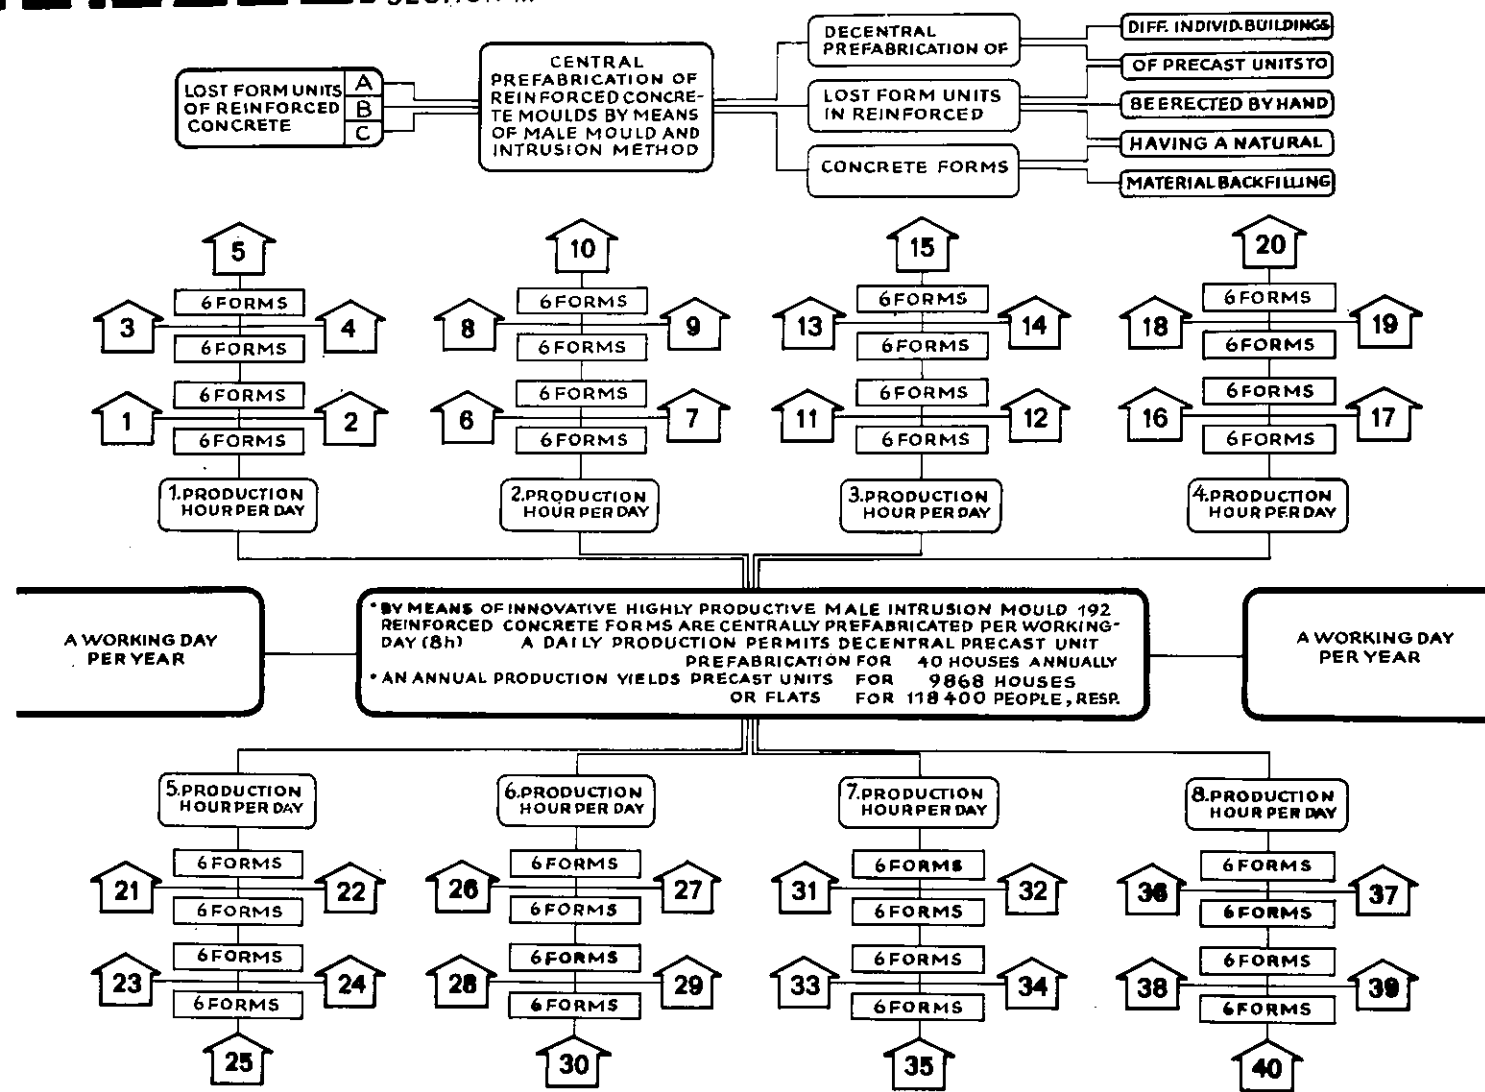 LOST FORM UNITS
OF REINFORCED
CONCRETE
A
B
C
CENTRAL
PREFABRICATION OF
REINFORCED CONCRE-
TE MOULDS BY MEANS
OF MALE MOULD AND
INTRUSION METHOD
DECENTRAL
PREFABRICATION OF
LOST FORM UNITS
IN REINFORCED
CONCRETE FORMS
DIFF. INDIVID. BUILDINGS
OF PRECAST UNITS TO
BE ERECTED BY HAND
HAVING A NATURAL
MATERIAL BACKFILLING
5
10
15
20
6 FORMS
6 FORMS
6 FORMS
6 FORMS
3
4
8
9
13
14
18
19
6 FORMS
6 FORMS
6 FORMS
6 FORMS
6 FORMS
6 FORMS
6 FORMS
6 FORMS
1
2
6
7
11
12
16
17
6 FORMS
6 FORMS
6 FORMS
6 FORMS
1. PRODUCTION
HOUR PER DAY
2. PRODUCTION
HOUR PER DAY
3. PRODUCTION
HOUR PER DAY
4. PRODUCTION
HOUR PER DAY
A WORKING DAY
PER YEAR
• BY MEANS OF INNOVATIVE HIGHLY PRODUCTIVE MALE INTRUSION MOULD 192
REINFORCED CONCRETE FORMS ARE CENTRALLY PREFABRICATED PER WORKING-
DAY (8h) A DAILY PRODUCTION PERMITS DECENTRAL PRECAST UNIT
PREFABRICATION FOR 40 HOUSES ANNUALLY
• AN ANNUAL PRODUCTION YIELDS PRECAST UNITS FOR 9868 HOUSES
OR FLATS FOR 118400 PEOPLE, RESP.
A WORKING DAY
PER YEAR
5. PRODUCTION
HOUR PER DAY
6. PRODUCTION
HOUR PER DAY
7. PRODUCTION
HOUR PER DAY
8. PRODUCTION
HOUR PER DAY
6 FORMS
6 FORMS
6 FORMS
6 FORMS
21
22
26
27
31
32
36
37
6 FORMS
6 FORMS
6 FORMS
6 FORMS
6 FORMS
6 FORMS
6 FORMS
6 FORMS
23
24
28
29
33
34
38
39
6 FORMS
6 FORMS
6 FORMS
6 FORMS
25
30
35
40